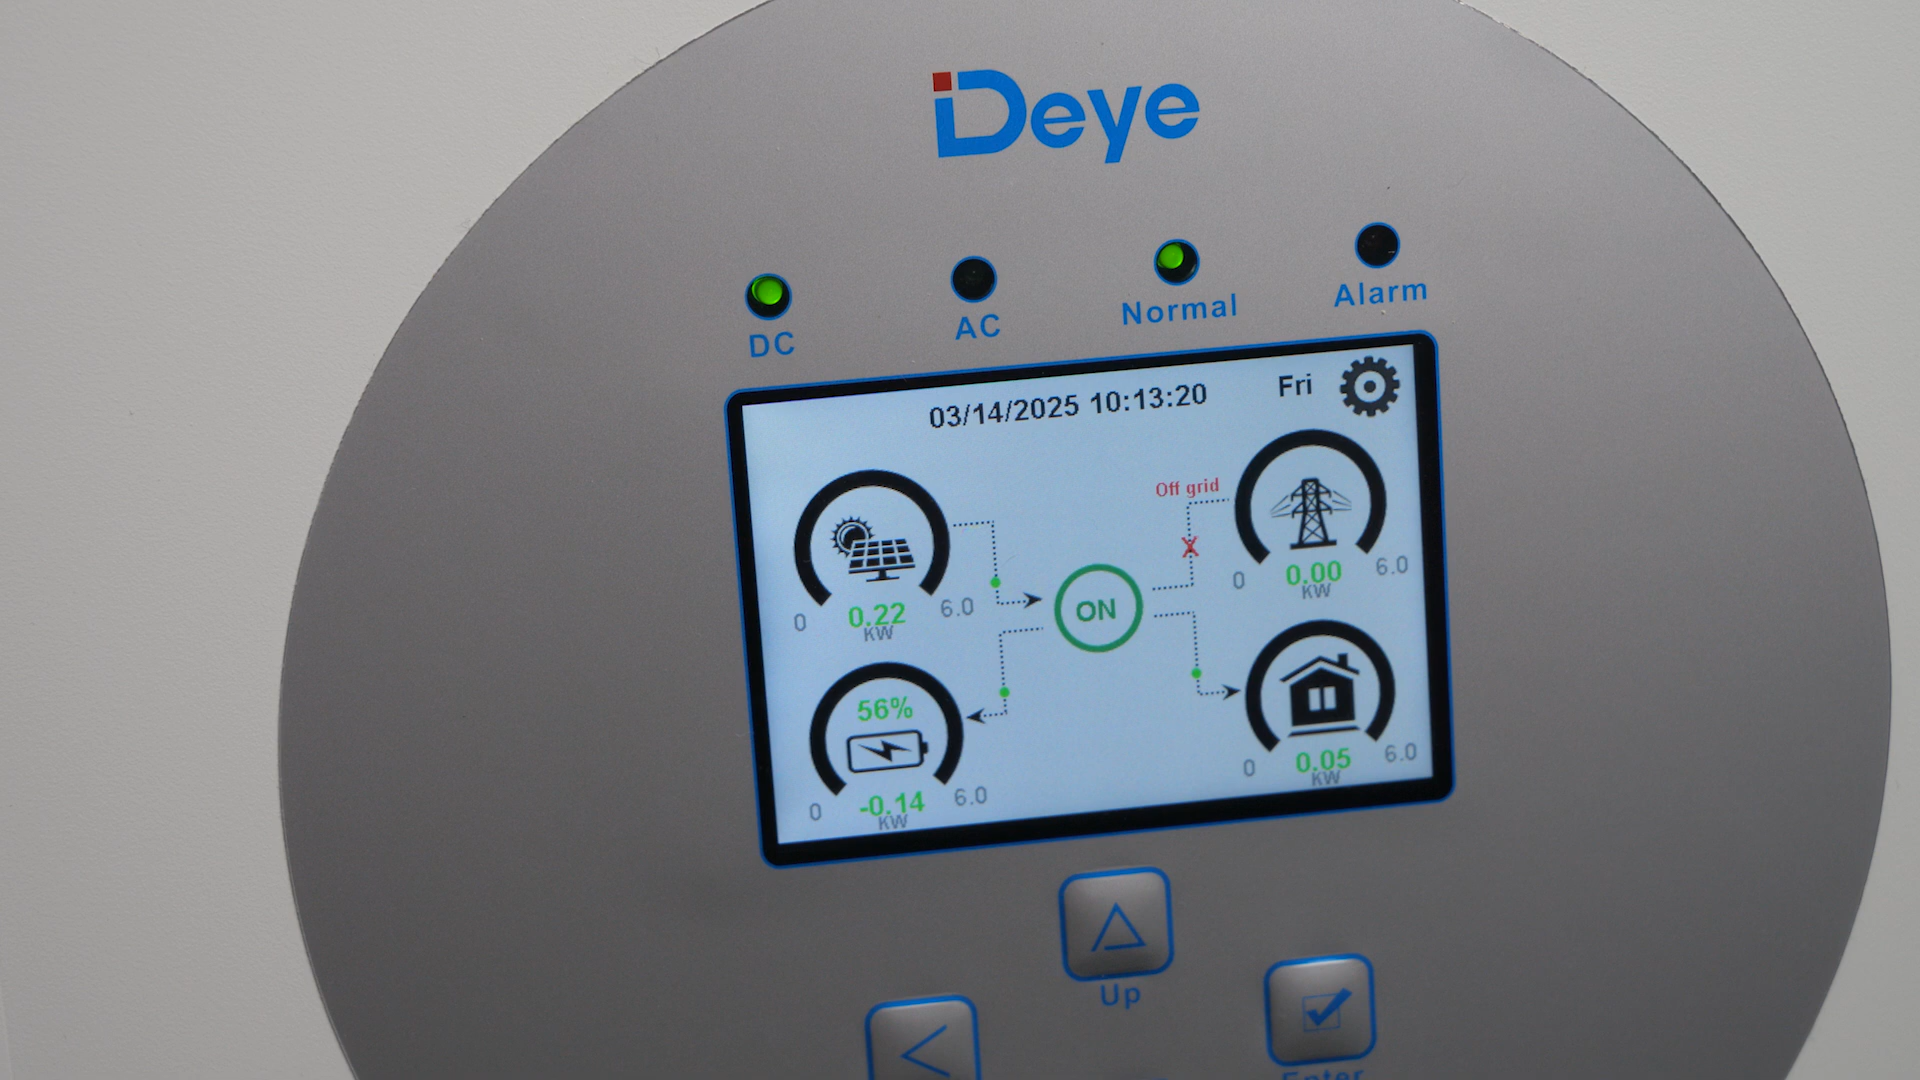 Deye
DC
AC
Normal
Alarm
03/14/2025 10:13:20
Fri
Off grid
0
0.22
6.0
KW
0
0.00
6.0
KW
ON
56%
0
-0.14
6.0
KW
0
0.05
6.0
KW
Up
Enter